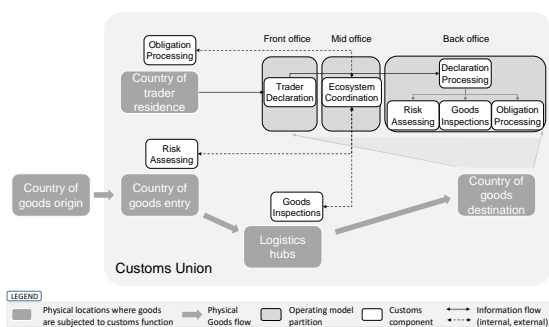 Front office
Mid office
Back office
Obligation
Processing
Country of
trader
residence
Trader
Declaration
Ecosystem
Coordination
Declaration
Processing
Risk
Assessing
Goods
Inspections
Obligation
Processing
Risk
Assessing
Country of
goods origin
Country of
goods entry
Goods
Inspections
Logistics
hubs
Country of
goods
destination
Customs Union
LEGEND
Physical locations where goods
are subjected to customs function
Physical
Goods flow
Operating model
partition
Customs
component
Information flow
(internal, external)